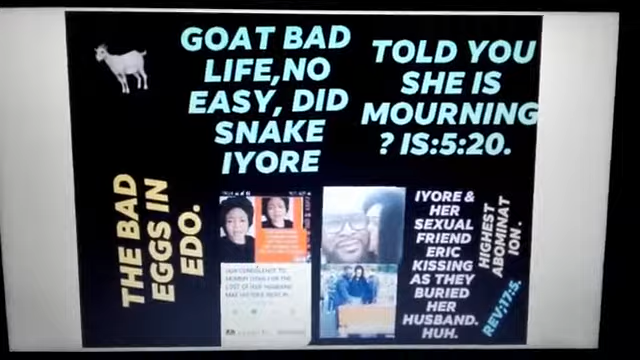 GOAT BAD
LIFE,NO
EASY, DID
SNAKE
IYORE
TOLD YOU
SHE IS
MOURNING
? IS:5:20.
THE BAD
EGGS IN
EDO.
IYORE &
HER
SEXUAL
FRIEND
ERIC
KISSING
AS THEY
BURIED
HER
HUSBAND.
HUH.
HIGHEST
ABOMINAT
ION.
REV:17:5.